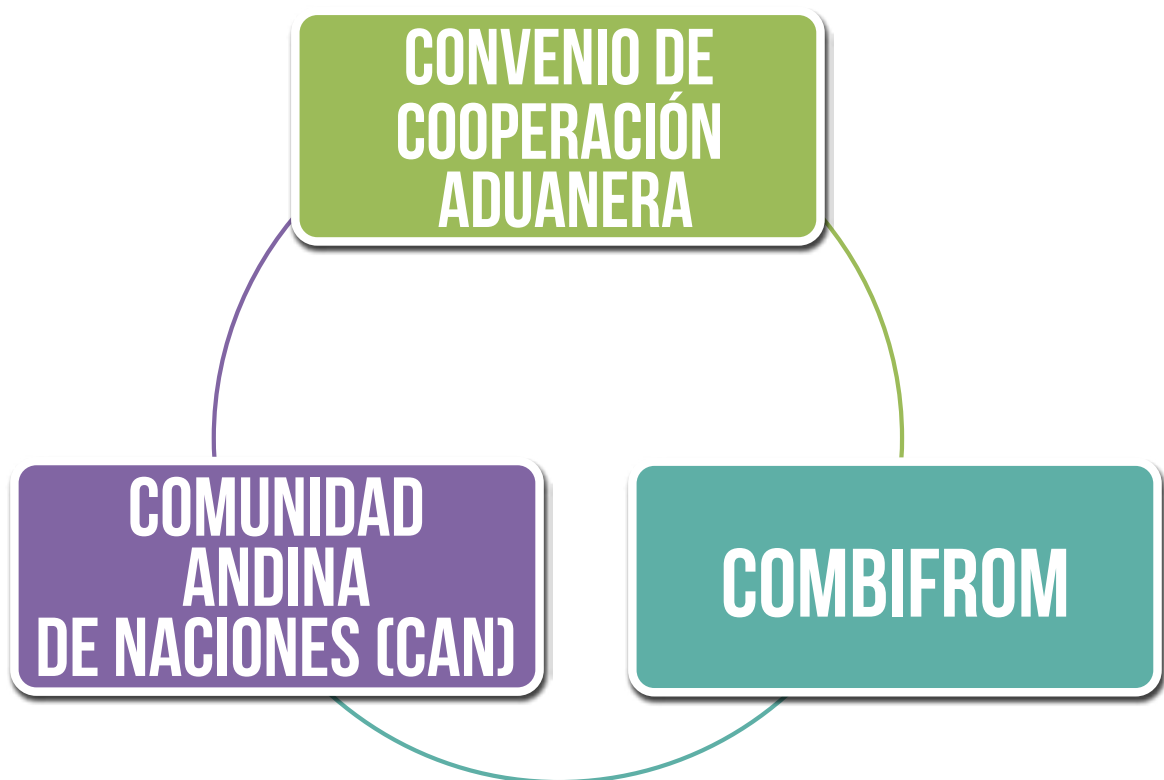 CONVENIO DE
COOPERACIÓN
ADUANERA
COMUNIDAD
ANDINA
DE NACIONES (CAN)
COMBIFROM